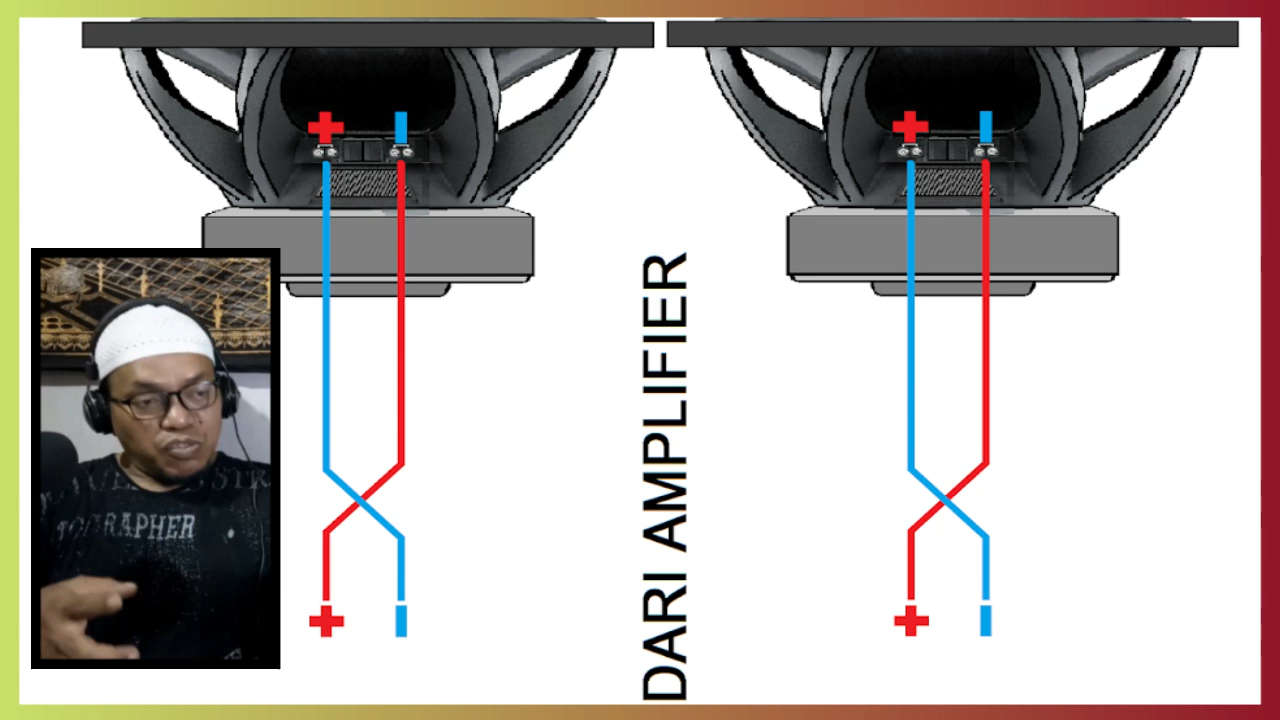 + -
+ -
DARI AMPLIFIER
+ -
+ -
RAPHER